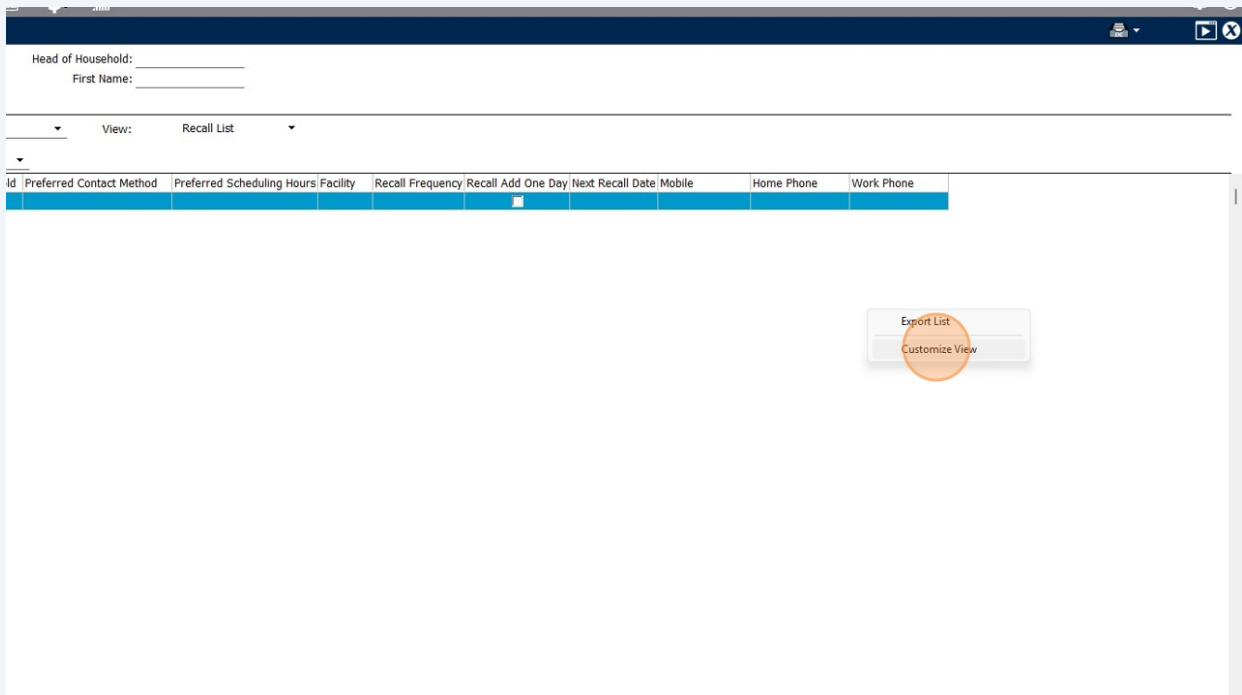 Head of Household:
First Name:
View: Recall List
ld Preferred Contact Method Preferred Scheduling Hours Facility Recall Frequency Recall Add One Day Next Recall Date Mobile Home Phone Work Phone
Export List
Customize View